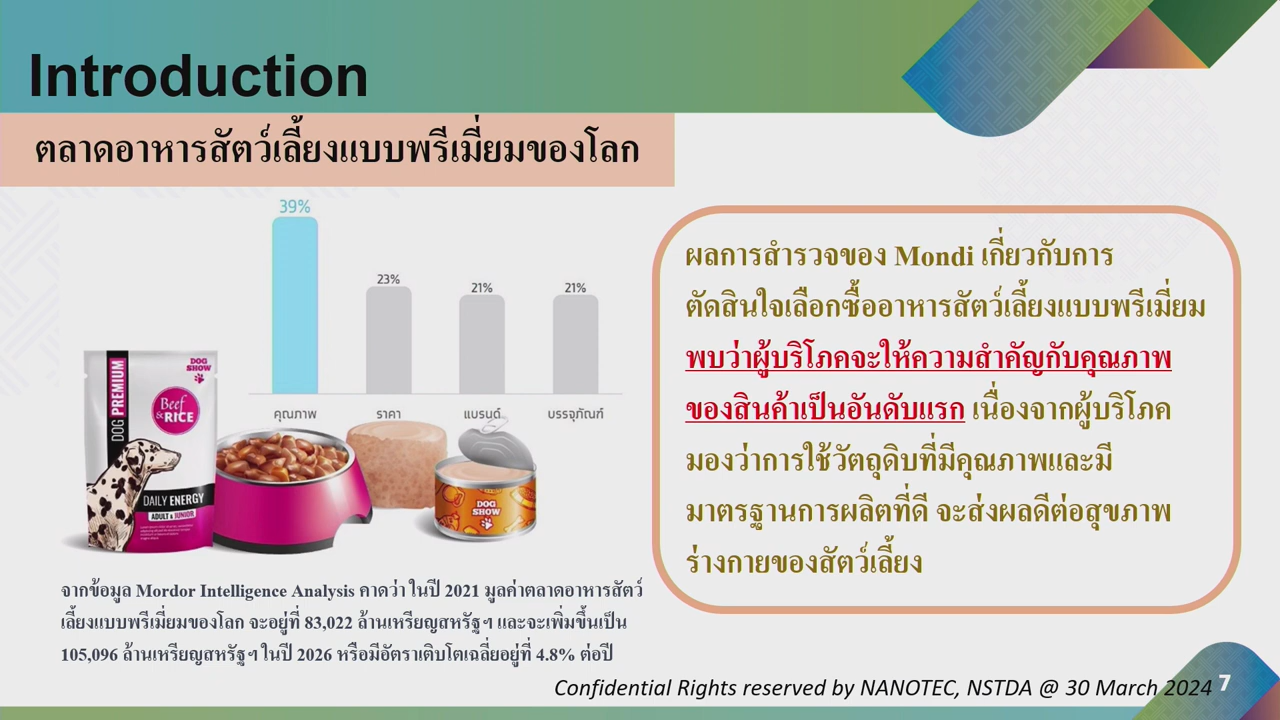 Introduction
ตลาดอาหารสัตว์เลี้ยงแบบพรีเมี่ยมของโลก
39%
23%
21%
21%
คุณภาพ
ราคา
แบรนด์
บรรจุภัณฑ์
DOG PREMIUM
DOG SHOW
Beef & RICE
DAILY ENERGY
ADULT & JUNIOR
DOG SHOW
ผลการสำรวจของ Mondi เกี่ยวกับการ
ตัดสินใจเลือกซื้ออาหารสัตว์เลี้ยงแบบพรีเมี่ยม
พบว่าผู้บริโภคจะให้ความสำคัญกับคุณภาพ
ของสินค้าเป็นอันดับแรก เนื่องจากผู้บริโภค
มองว่าการใช้วัตถุดิบที่มีคุณภาพและมี
มาตรฐานการผลิตที่ดี จะส่งผลดีต่อสุขภาพ
ร่างกายของสัตว์เลี้ยง
จากข้อมูล Mordor Intelligence Analysis คาดว่า ในปี 2021 มูลค่าตลาดอาหารสัตว์
เลี้ยงแบบพรีเมี่ยมของโลก จะอยู่ที่ 83,022 ล้านเหรียญสหรัฐฯ และจะเพิ่มขึ้นเป็น
105,096 ล้านเหรียญสหรัฐฯ ในปี 2026 หรือมีอัตราเติบโตเฉลี่ยอยู่ที่ 4.8% ต่อปี
Confidential Rights reserved by NANOTEC, NSTDA @ 30 March 2024
7